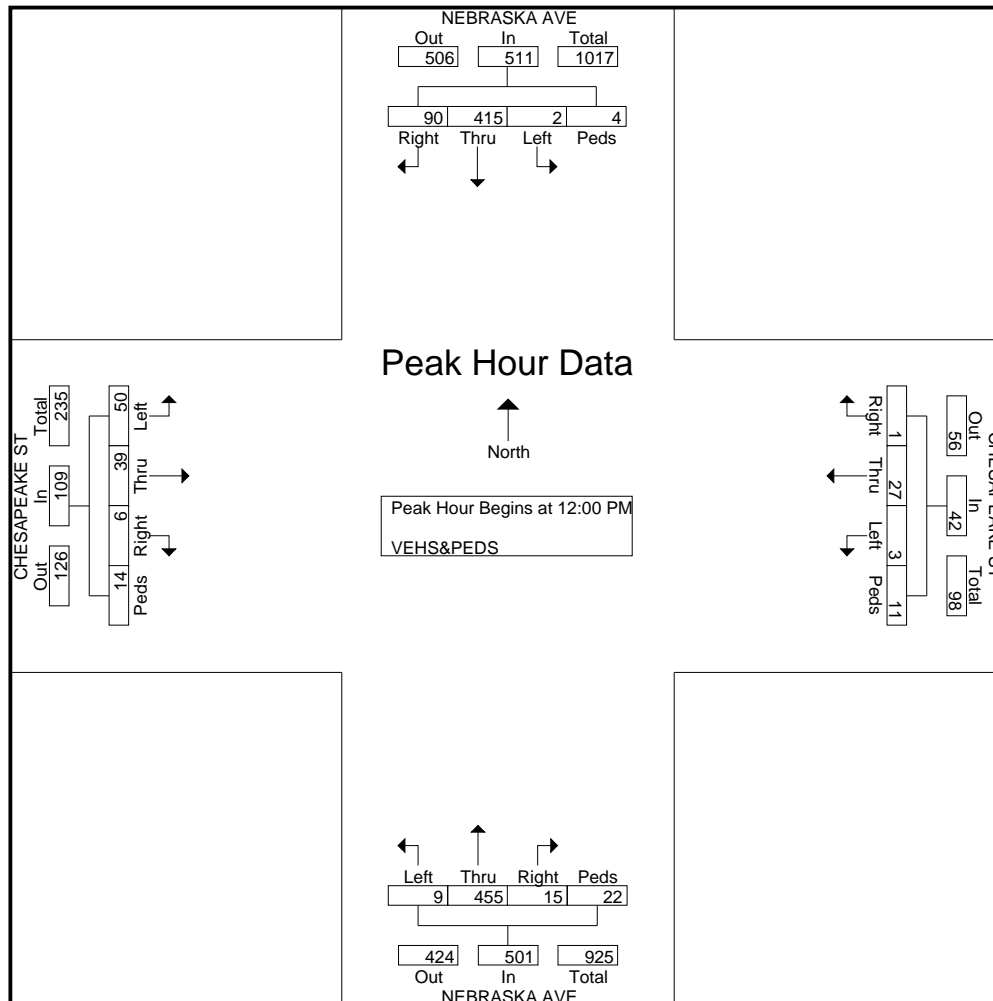 NEBRASKA AVE
Out In Total
506 511 1017
90 415 2 4
Right Thru Left Peds
Peak Hour Data
North
Peak Hour Begins at 12:00 PM
VEHS&PEDS
CHESAPEAKE ST
Out In Total
126 109 235
14 6 39 50
Peds Right Thru Left
Right Thru Left Peds
1 27 3 11
Out In Total
56 42 98
CHESAPEAKE ST
Left Thru Right Peds
9 455 15 22
424 501 925
Out In Total
NEBRASKA AVE